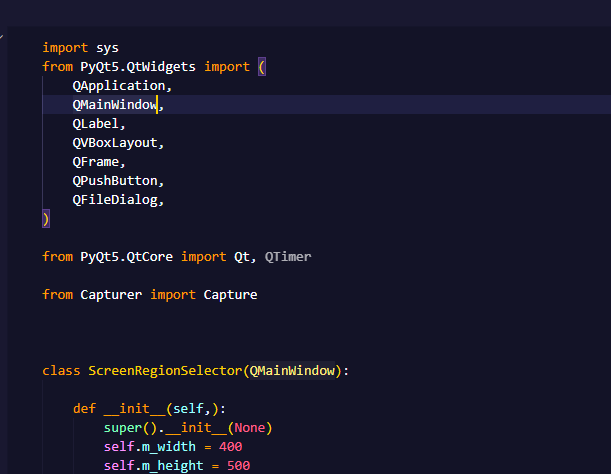 import sys
from PyQt5.QtWidgets import (
    QApplication,
    QMainWindow,
    QLabel,
    QVBoxLayout,
    QFrame,
    QPushButton,
    QFileDialog,
)
from PyQt5.QtCore import Qt, QTimer
from Capturer import Capture
class ScreenRegionSelector(QMainWindow):
    def __init__(self,):
        super().__init__(None)
        self.m_width = 400
        self.m_height = 500